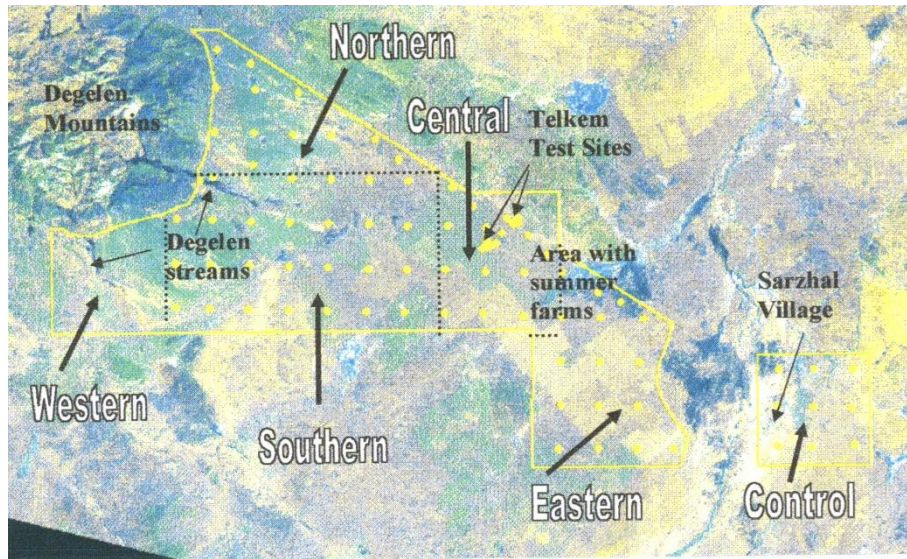 Northern
Degelen
Mountains
Central
Telkem
Test Sites
Degelen
streams
Area with
summer
farms
Sarzhal
Village
Western
Southern
Eastern
Control